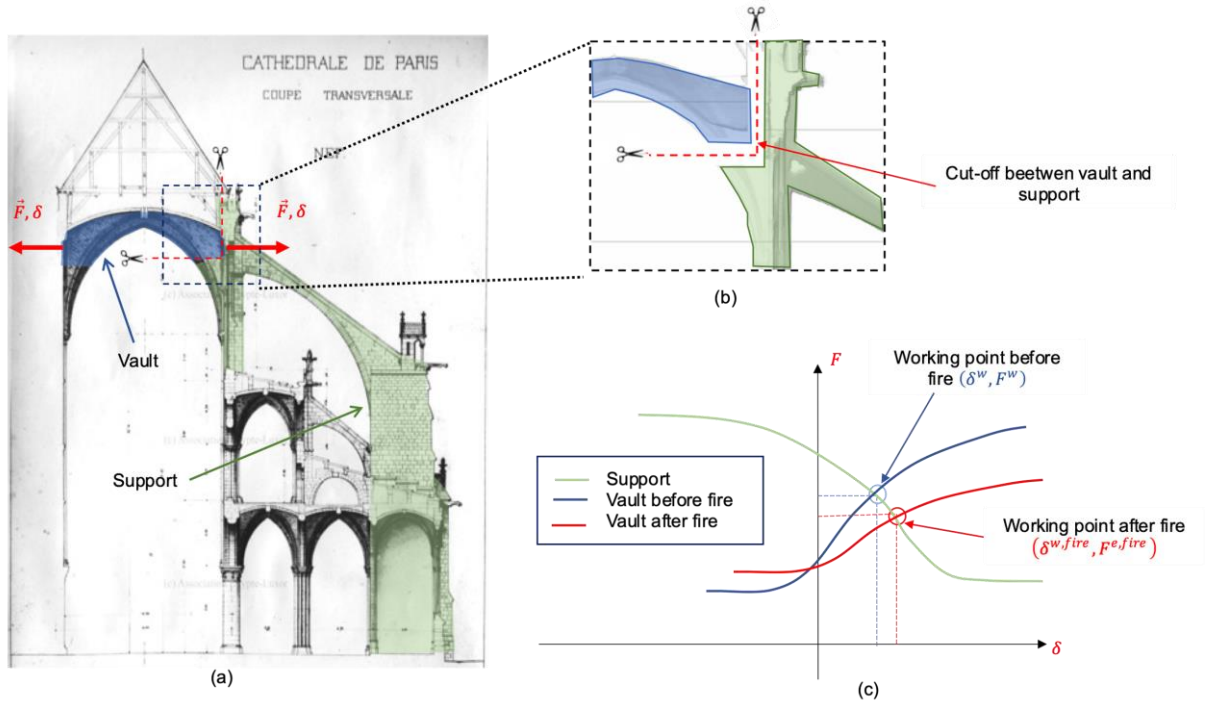 CATHEDRALE DE PARIS
COUPE TRANSVERSALE
NEF
F⃗, δ
F⃗, δ
Vault
Support
(a)
Cut-off beetwen vault and
support
(b)
F
Working point before
fire (δ^w, F^w)
Support
Vault before fire
Vault after fire
Working point after fire
(δ^{w,fire}, F^{e,fire})
δ
(c)